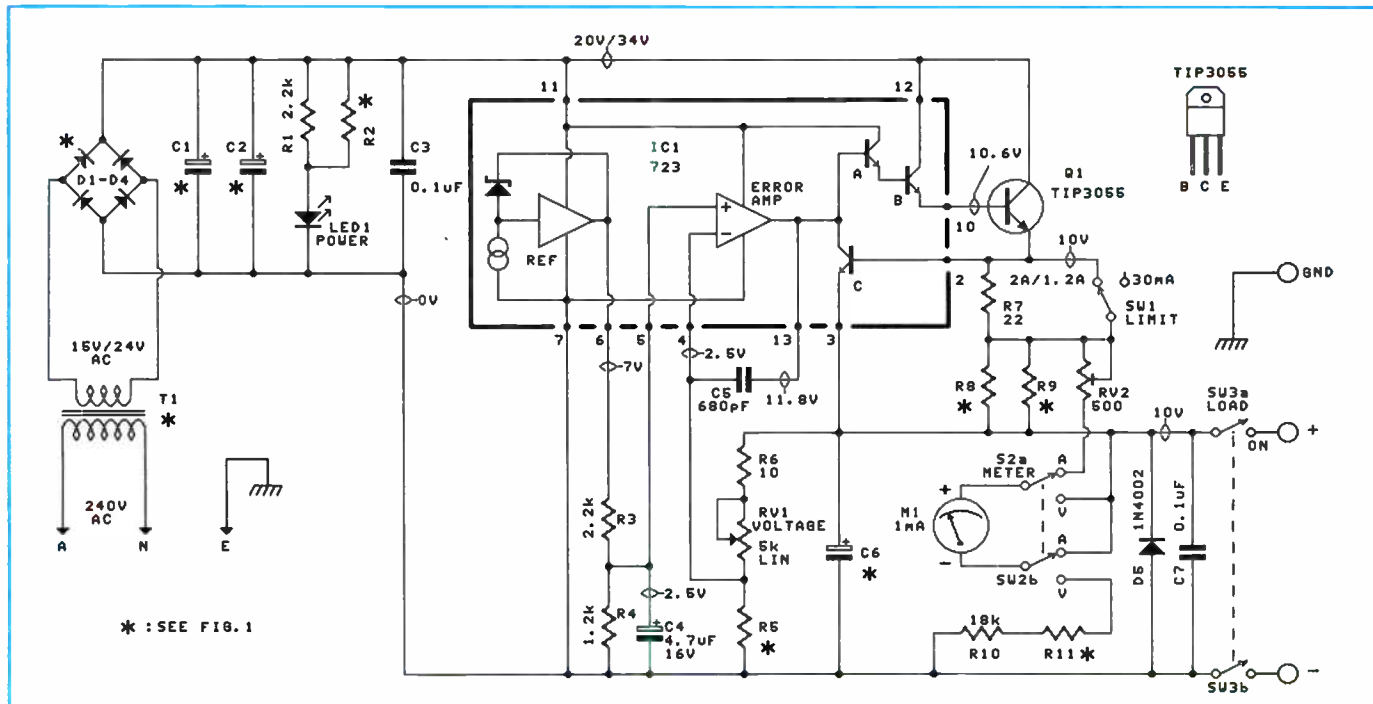 20V/34V
TIP3055
B C E
11
12
*
C1
+
*
C2
+
*
R1 2.2k
*
R2
C3
0.1uF
D1-D4
LED1
POWER
IC1
723
REF
ERROR
AMP
+
-
A
B
C
10.6V
10
Q1
TIP3055
10V
2
2A/1.2A
30mA
SW1
LIMIT
R7
22
GND
0V
7
6
5
4
13
3
7V
2.5V
C5
680pF
11.8V
R8
*
R9
*
RV2
500
15V/24V
AC
T1
*
240V
AC
A
N
E
10V
SW3a
LOAD
ON
+
R6
10
RV1
VOLTAGE
5k
LIN
S2a
METER
A
V
M1
1mA
+
-
A
V
SW2b
1N4002
D5
0.1uF
C7
2.2k
R3
C6
+
*
2.5V
1.2k
R4
C4
+
4.7uF
16V
R5
*
18k
R10
R11*
SW3b
-
* :SEE FIG.1